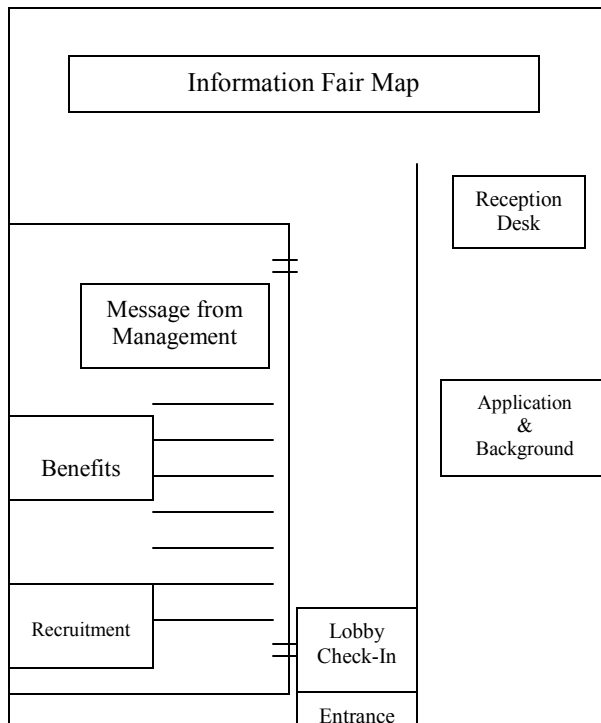 Information Fair Map
Reception
Desk
Message from
Management
Application
&
Background
Benefits
Recruitment
Lobby
Check-In
Entrance